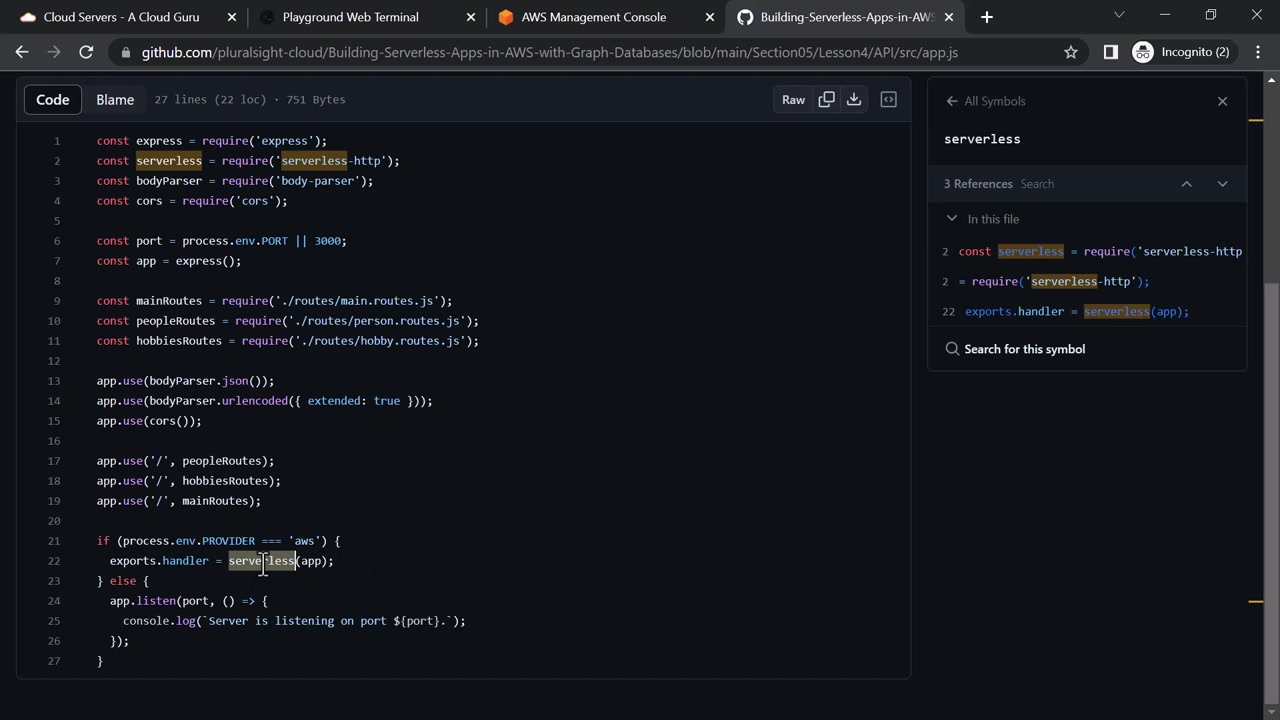 Cloud Servers - A Cloud Guru
Playground Web Terminal
AWS Management Console
Building-Serverless-Apps-in-AWS
github.com/pluralsight-cloud/Building-Serverless-Apps-in-AWS-with-Graph-Databases/blob/main/Section05/Lesson4/API/src/app.js
Incognito (2)
Code
Blame
27 lines (22 loc) · 751 Bytes
Raw
1 const express = require('express');
2 const serverless = require('serverless-http');
3 const bodyParser = require('body-parser');
4 const cors = require('cors');
5
6 const port = process.env.PORT || 3000;
7 const app = express();
8
9 const mainRoutes = require('./routes/main.routes.js');
10 const peopleRoutes = require('./routes/person.routes.js');
11 const hobbiesRoutes = require('./routes/hobby.routes.js');
12
13 app.use(bodyParser.json());
14 app.use(bodyParser.urlencoded({ extended: true }));
15 app.use(cors());
16
17 app.use('/', peopleRoutes);
18 app.use('/', hobbiesRoutes);
19 app.use('/', mainRoutes);
20
21 if (process.env.PROVIDER === 'aws') {
22 exports.handler = serverless(app);
23 } else {
24 app.listen(port, () => {
25 console.log(`Server is listening on port ${port}.`);
26 });
27 }
All Symbols
serverless
3 References Search
In this file
2 const serverless = require('serverless-http
2 = require('serverless-http');
22 exports.handler = serverless(app);
Search for this symbol